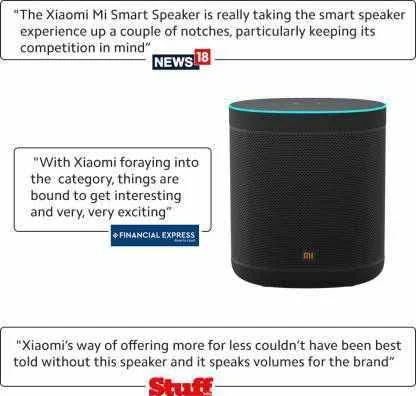 "The Xiaomi Mi Smart Speaker is really taking the smart speaker
experience up a couple of notches, particularly keeping its
competition in mind"
NEWS 18
"With Xiaomi foraying into
the category, things are
bound to get interesting
and very, very exciting"
FINANCIAL EXPRESS
mi
"Xiaomi's way of offering more for less couldn't have been best
told without this speaker and it speaks volumes for the brand"
Stuff